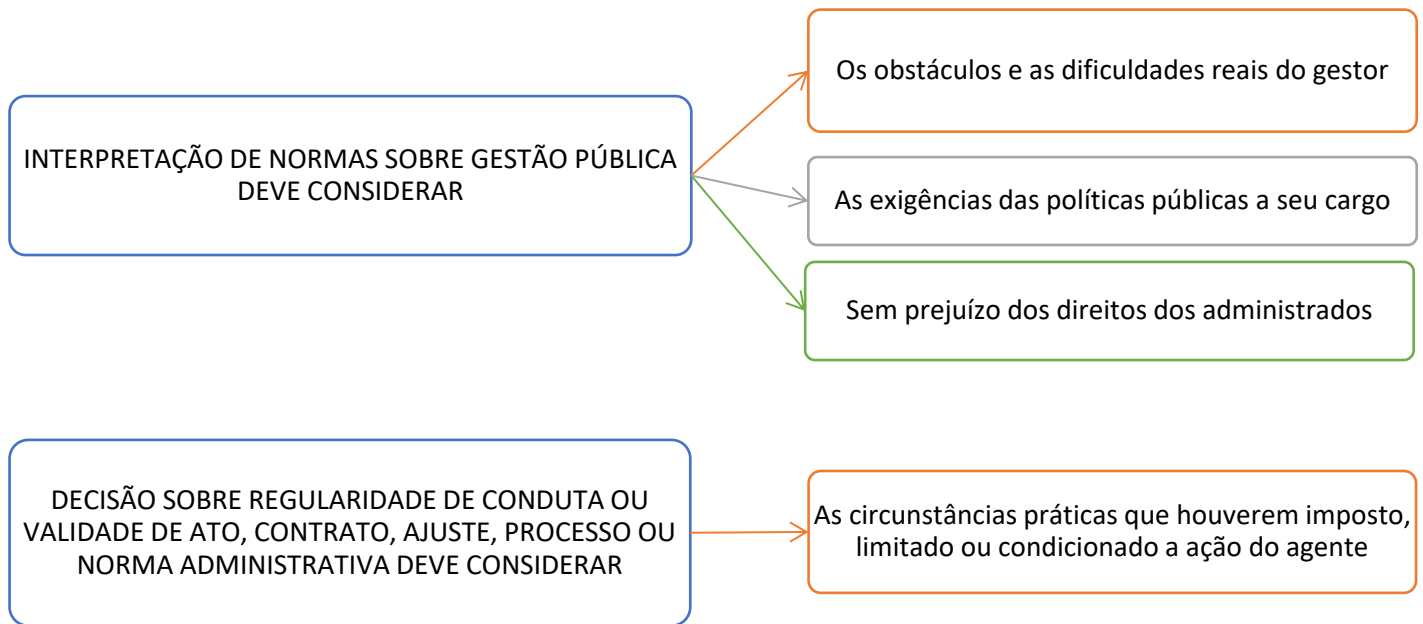 INTERPRETAÇÃO DE NORMAS SOBRE GESTÃO PÚBLICA
DEVE CONSIDERAR
Os obstáculos e as dificuldades reais do gestor
As exigências das políticas públicas a seu cargo
Sem prejuízo dos direitos dos administrados
DECISÃO SOBRE REGULARIDADE DE CONDUTA OU
VALIDADE DE ATO, CONTRATO, AJUSTE, PROCESSO OU
NORMA ADMINISTRATIVA DEVE CONSIDERAR
As circunstâncias práticas que houverem imposto,
limitado ou condicionado a ação do agente